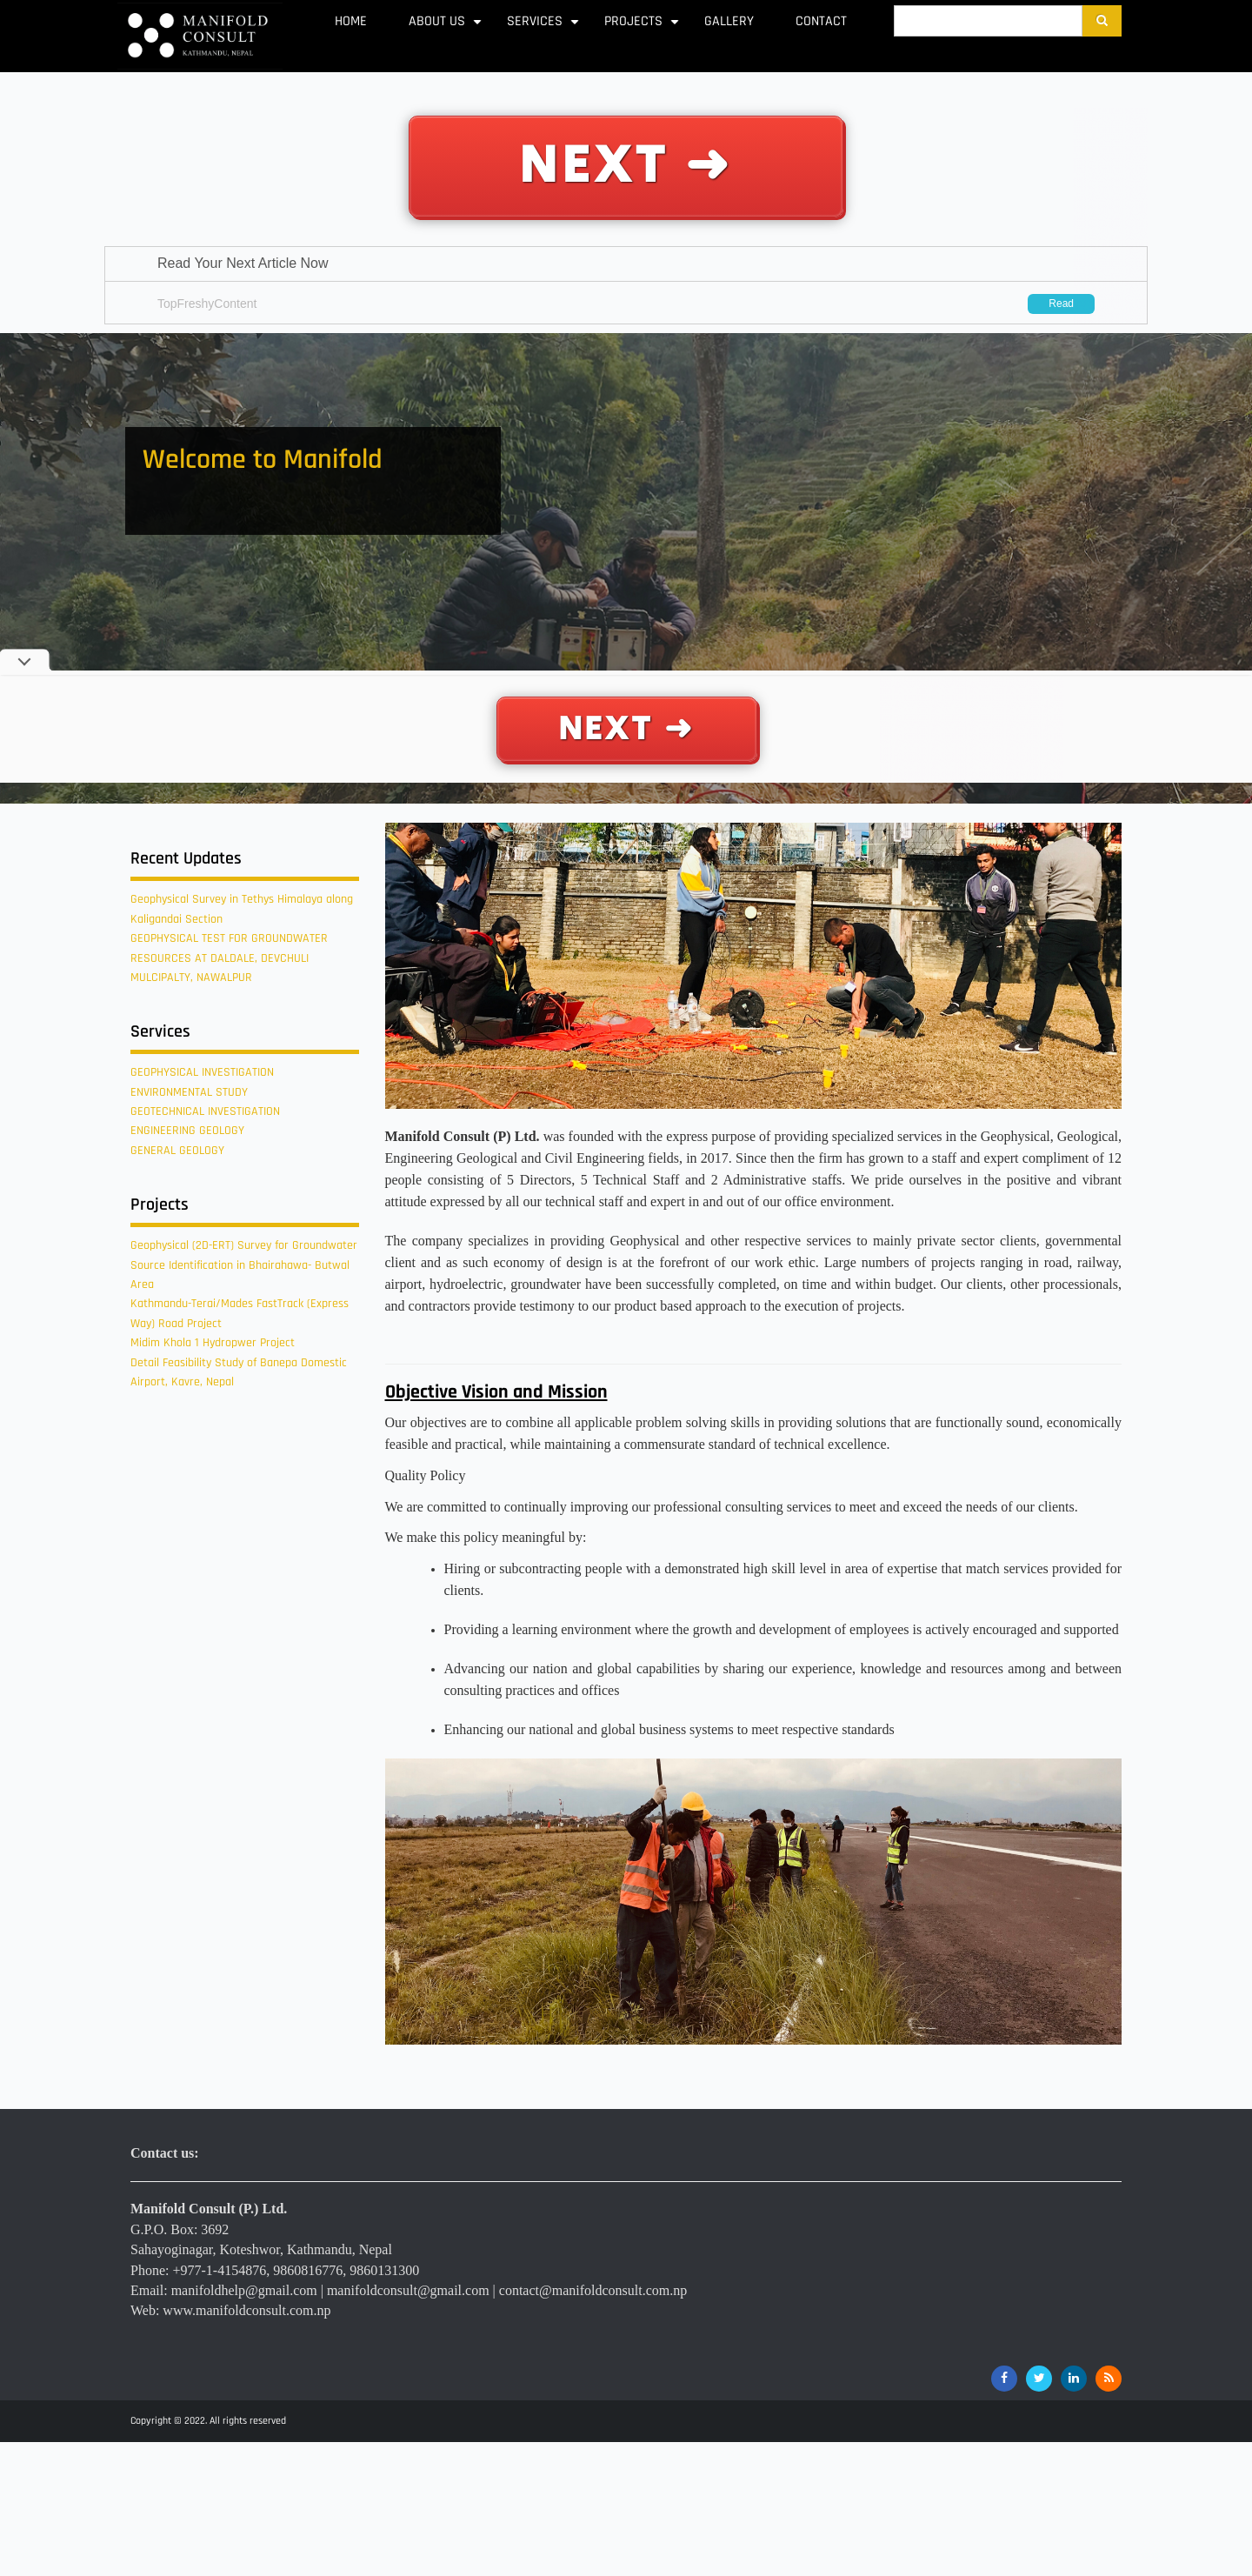 MANIFOLD
CONSULT
KATHMANDU, NEPAL
HOME ABOUT US SERVICES PROJECTS GALLERY CONTACT
NEXT ➜
Read Your Next Article Now
TopFreshyContent
Read
Welcome to Manifold
NEXT ➜
Recent Updates
Geophysical Survey in Tethys Himalaya along
Kaligandai Section
GEOPHYSICAL TEST FOR GROUNDWATER
RESOURCES AT DALDALE, DEVCHULI
MULCIPALTY, NAWALPUR
Services
GEOPHYSICAL INVESTIGATION
ENVIRONMENTAL STUDY
GEOTECHNICAL INVESTIGATION
ENGINEERING GEOLOGY
GENERAL GEOLOGY
Projects
Geophysical (2D-ERT) Survey for Groundwater
Source Identification in Bhairahawa- Butwal
Area
Kathmandu-Terai/Mades FastTrack (Express
Way) Road Project
Midim Khola 1 Hydropwer Project
Detail Feasibility Study of Banepa Domestic
Airport, Kavre, Nepal
Manifold Consult (P) Ltd. was founded with the express purpose of providing specialized services in the Geophysical, Geological,
Engineering Geological and Civil Engineering fields, in 2017. Since then the firm has grown to a staff and expert compliment of 12
people consisting of 5 Directors, 5 Technical Staff and 2 Administrative staffs. We pride ourselves in the positive and vibrant
attitude expressed by all our technical staff and expert in and out of our office environment.
The company specializes in providing Geophysical and other respective services to mainly private sector clients, governmental
client and as such economy of design is at the forefront of our work ethic. Large numbers of projects ranging in road, railway,
airport, hydroelectric, groundwater have been successfully completed, on time and within budget. Our clients, other processionals,
and contractors provide testimony to our product based approach to the execution of projects.
Objective Vision and Mission
Our objectives are to combine all applicable problem solving skills in providing solutions that are functionally sound, economically
feasible and practical, while maintaining a commensurate standard of technical excellence.
Quality Policy
We are committed to continually improving our professional consulting services to meet and exceed the needs of our clients.
We make this policy meaningful by:
• Hiring or subcontracting people with a demonstrated high skill level in area of expertise that match services provided for
clients.
• Providing a learning environment where the growth and development of employees is actively encouraged and supported
• Advancing our nation and global capabilities by sharing our experience, knowledge and resources among and between
consulting practices and offices
• Enhancing our national and global business systems to meet respective standards
Contact us:
Manifold Consult (P.) Ltd.
G.P.O. Box: 3692
Sahayoginagar, Koteshwor, Kathmandu, Nepal
Phone: +977-1-4154876, 9860816776, 9860131300
Email: manifoldhelp@gmail.com | manifoldconsult@gmail.com | contact@manifoldconsult.com.np
Web: www.manifoldconsult.com.np
Copyright © 2022. All rights reserved